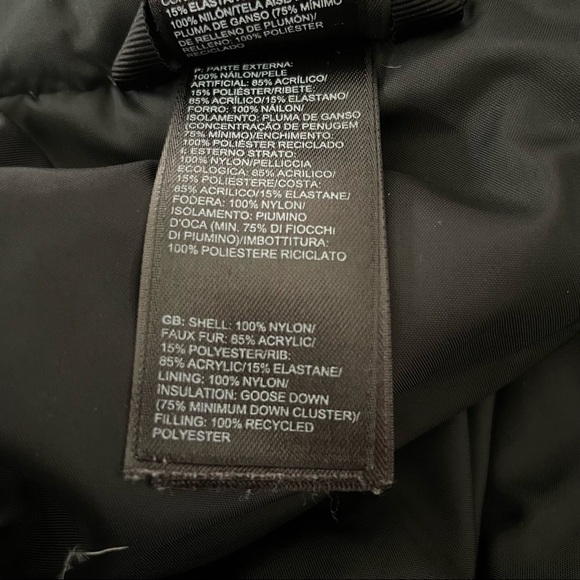 15% ELASTAN
100% NILÓN/TELA AISL
PLUMA DE GANSO (75% MÍNIMO
DE RELLENO DE PLUMÓN)/
RELLENO: 100% POLIÉSTER
RECICLADO
P: PARTE EXTERNA:
100% NÁILON/PELE
ARTIFICIAL: 85% ACRÍLICO/
15% POLIÉSTER/RIBETE:
85% ACRÍLICO/15% ELASTANO/
FORRO: 100% NÁILON/
ISOLAMENTO: PLUMA DE GANSO
(CONCENTRAÇÃO DE PENUGEM
75% MÍNIMO)/ENCHIMENTO:
100% POLIÉSTER RECICLADO
I: ESTERNO STRATO:
100% NYLON/PELLICCIA
ECOLOGICA: 85% ACRILICO/
15% POLIESTERE/COSTA:
85% ACRILICO/15% ELASTANE/
FODERA: 100% NYLON/
ISOLAMENTO: PIUMINO
D'OCA (MIN. 75% DI FIOCCHI
DI PIUMINO)/IMBOTTITURA:
100% POLIESTERE RICICLATO
GB: SHELL: 100% NYLON/
FAUX FUR: 85% ACRYLIC/
15% POLYESTER/RIB:
85% ACRYLIC/15% ELASTANE/
LINING: 100% NYLON/
INSULATION: GOOSE DOWN
(75% MINIMUM DOWN CLUSTER)/
FILLING: 100% RECYCLED
POLYESTER